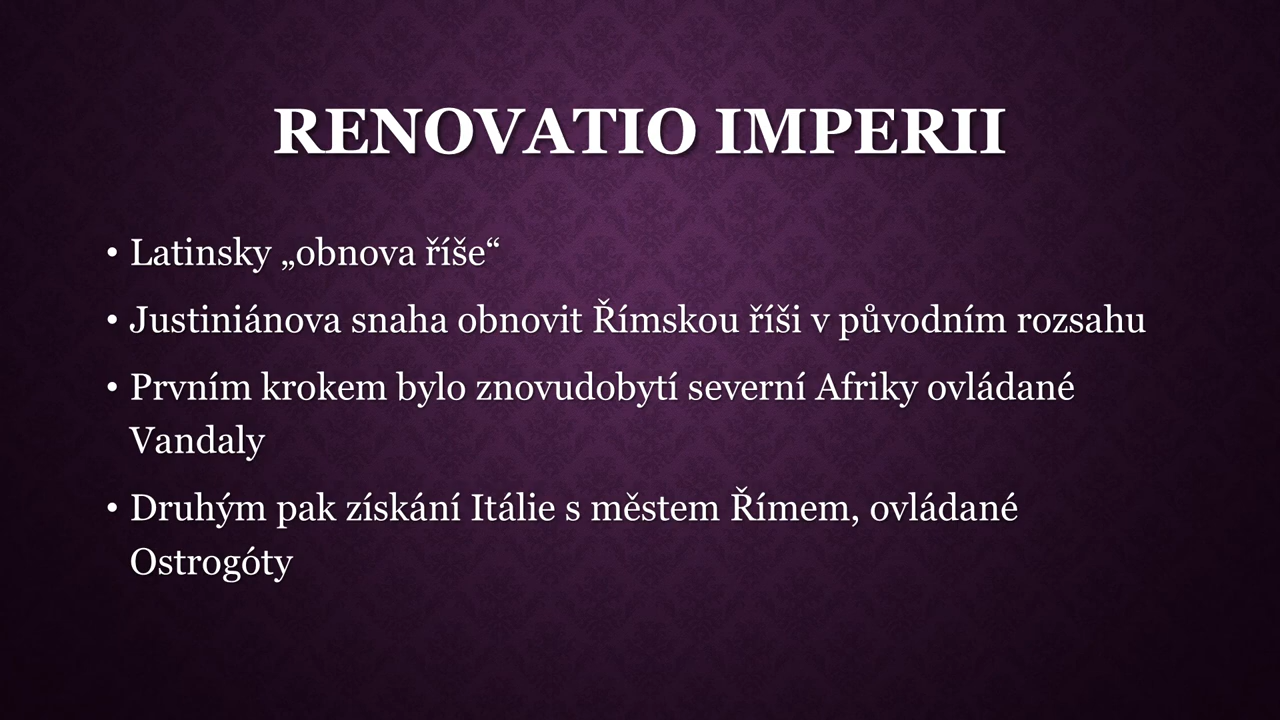 RENOVATIO IMPERII
• Latinsky „obnova říše“
• Justiniánova snaha obnovit Římskou říši v původním rozsahu
• Prvním krokem bylo znovudobytí severní Afriky ovládané
Vandaly
• Druhým pak získání Itálie s městem Římem, ovládané
Ostrogóty